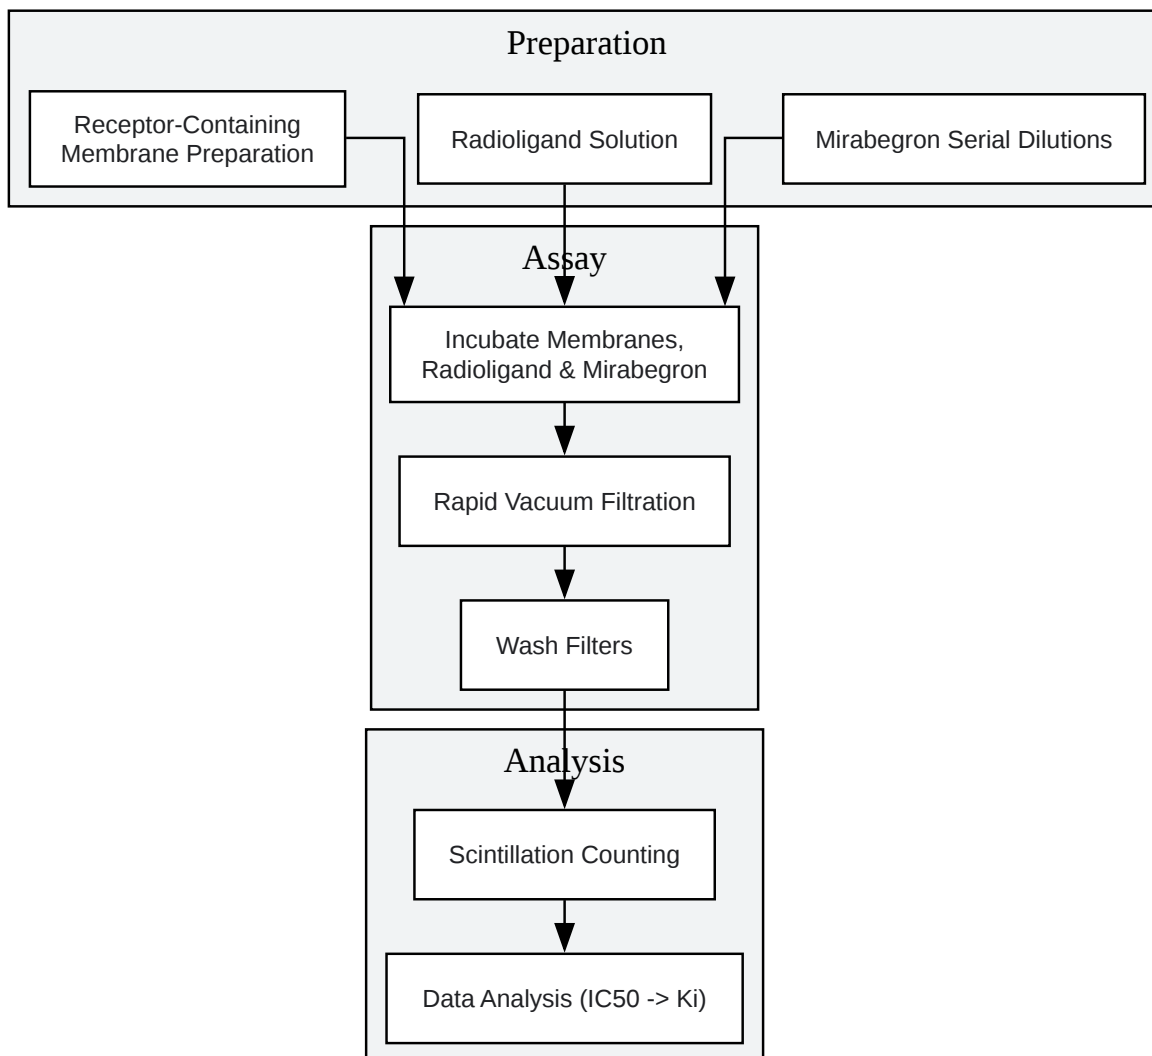 Preparation
Receptor-Containing
Membrane Preparation
Radioligand Solution
Mirabegron Serial Dilutions
Assay
Incubate Membranes,
Radioligand & Mirabegron
Rapid Vacuum Filtration
Wash Filters
Analysis
Scintillation Counting
Data Analysis (IC50 -> Ki)